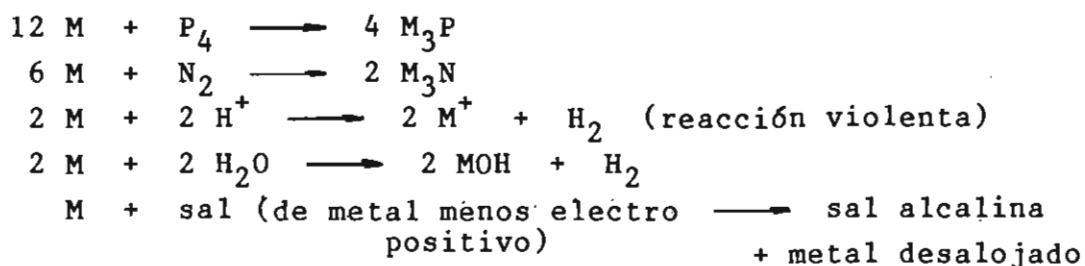 12 M + P₄ ⟶ 4 M₃P
6 M + N₂ ⟶ 2 M₃N
2 M + 2 H⁺ ⟶ 2 M⁺ + H₂ (reacción violenta)
2 M + 2 H₂O ⟶ 2 MOH + H₂
M + sal (de metal menos electro ⟶ sal alcalina
positivo) + metal desalojado